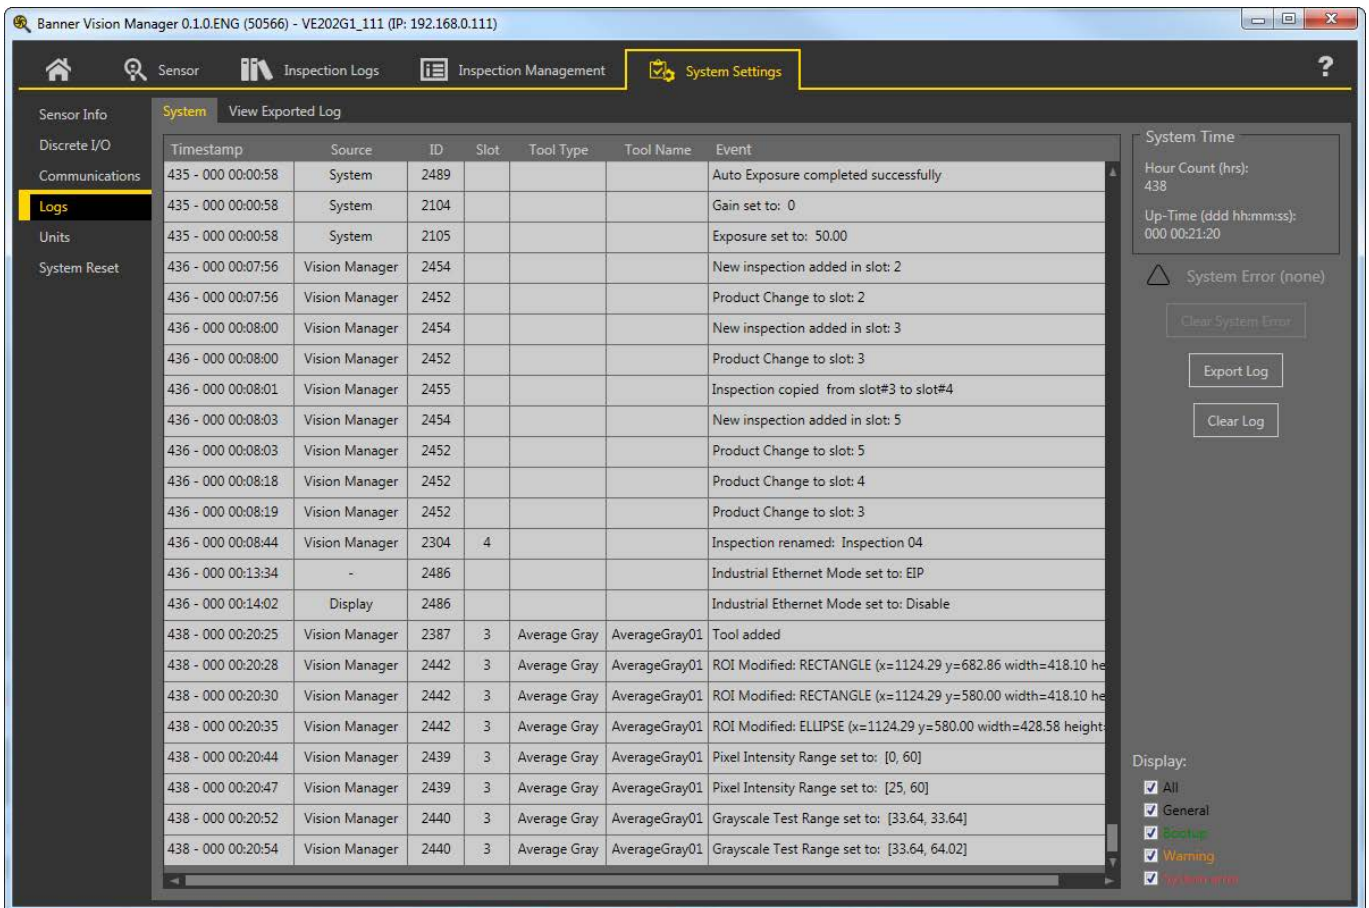 Banner Vision Manager 0.1.0.ENG (50566) - VE202G1_111 (IP: 192.168.0.111)
Sensor Inspection Logs Inspection Management System Settings ?
Sensor Info
Discrete I/O
Communications
Logs
Units
System Reset
System View Exported Log
Timestamp Source ID Slot Tool Type Tool Name Event
435 - 000 00:00:58 System 2489 Auto Exposure completed successfully
435 - 000 00:00:58 System 2104 Gain set to: 0
435 - 000 00:00:58 System 2105 Exposure set to: 50.00
436 - 000 00:07:56 Vision Manager 2454 New inspection added in slot: 2
436 - 000 00:07:56 Vision Manager 2452 Product Change to slot: 2
436 - 000 00:08:00 Vision Manager 2454 New inspection added in slot: 3
436 - 000 00:08:00 Vision Manager 2452 Product Change to slot: 3
436 - 000 00:08:01 Vision Manager 2455 Inspection copied from slot#3 to slot#4
436 - 000 00:08:03 Vision Manager 2454 New inspection added in slot: 5
436 - 000 00:08:03 Vision Manager 2452 Product Change to slot: 5
436 - 000 00:08:18 Vision Manager 2452 Product Change to slot: 4
436 - 000 00:08:19 Vision Manager 2452 Product Change to slot: 3
436 - 000 00:08:44 Vision Manager 2304 4 Inspection renamed: Inspection 04
436 - 000 00:13:34 - 2486 Industrial Ethernet Mode set to: EIP
436 - 000 00:14:02 Display 2486 Industrial Ethernet Mode set to: Disable
438 - 000 00:20:25 Vision Manager 2387 3 Average Gray AverageGray01 Tool added
438 - 000 00:20:28 Vision Manager 2442 3 Average Gray AverageGray01 ROI Modified: RECTANGLE (x=1124.29 y=682.86 width=418.10 he
438 - 000 00:20:30 Vision Manager 2442 3 Average Gray AverageGray01 ROI Modified: RECTANGLE (x=1124.29 y=580.00 width=418.10 he
438 - 000 00:20:35 Vision Manager 2442 3 Average Gray AverageGray01 ROI Modified: ELLIPSE (x=1124.29 y=580.00 width=428.58 height=
438 - 000 00:20:44 Vision Manager 2439 3 Average Gray AverageGray01 Pixel Intensity Range set to: [0, 60]
438 - 000 00:20:47 Vision Manager 2439 3 Average Gray AverageGray01 Pixel Intensity Range set to: [25, 60]
438 - 000 00:20:52 Vision Manager 2440 3 Average Gray AverageGray01 Grayscale Test Range set to: [33.64, 33.64]
438 - 000 00:20:54 Vision Manager 2440 3 Average Gray AverageGray01 Grayscale Test Range set to: [33.64, 64.02]
System Time
Hour Count (hrs):
438
Up-Time (ddd hh:mm:ss):
000 00:21:20
System Error (none)
Clear System Error
Export Log
Clear Log
Display:
All
General
Bootup
Warning
System error